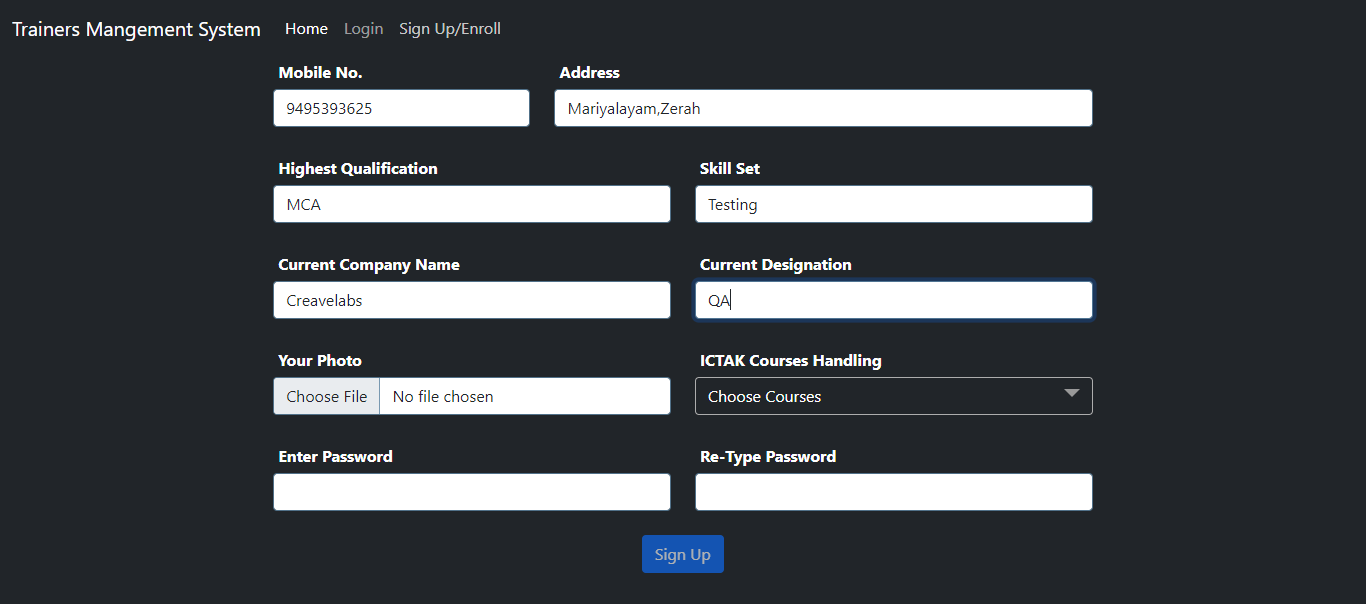 Trainers Mangement System Home Login Sign Up/Enroll
Mobile No. Address
9495393625 Mariyalayam,Zerah
Highest Qualification Skill Set
MCA Testing
Current Company Name Current Designation
Creavelabs QA
Your Photo ICTAK Courses Handling
Choose File No file chosen Choose Courses
Enter Password Re-Type Password
Sign Up